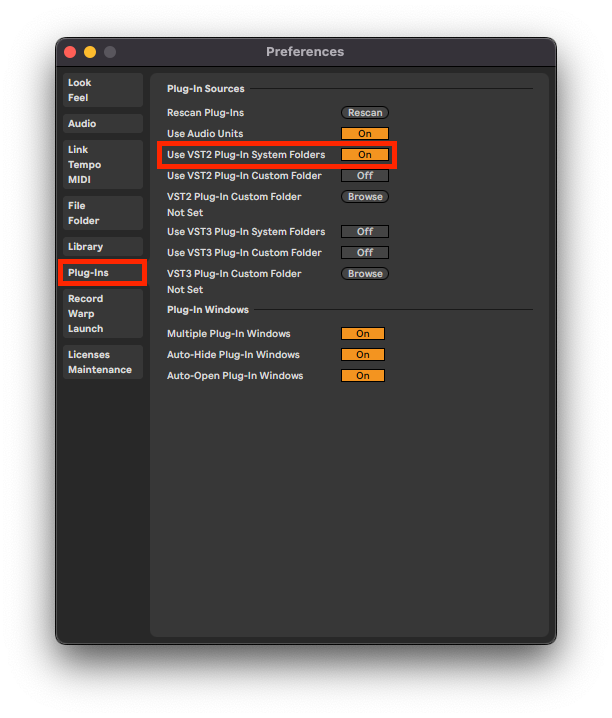 Preferences
Look
Feel
Audio
Link
Tempo
MIDI
File
Folder
Library
Plug-Ins
Record
Warp
Launch
Licenses
Maintenance
Plug-In Sources
Rescan Plug-Ins Rescan
Use Audio Units On
Use VST2 Plug-In System Folders On
Use VST2 Plug-In Custom Folder Off
VST2 Plug-In Custom Folder Browse
Not Set
Use VST3 Plug-In System Folders Off
Use VST3 Plug-In Custom Folder Off
VST3 Plug-In Custom Folder Browse
Not Set
Plug-In Windows
Multiple Plug-In Windows On
Auto-Hide Plug-In Windows On
Auto-Open Plug-In Windows On